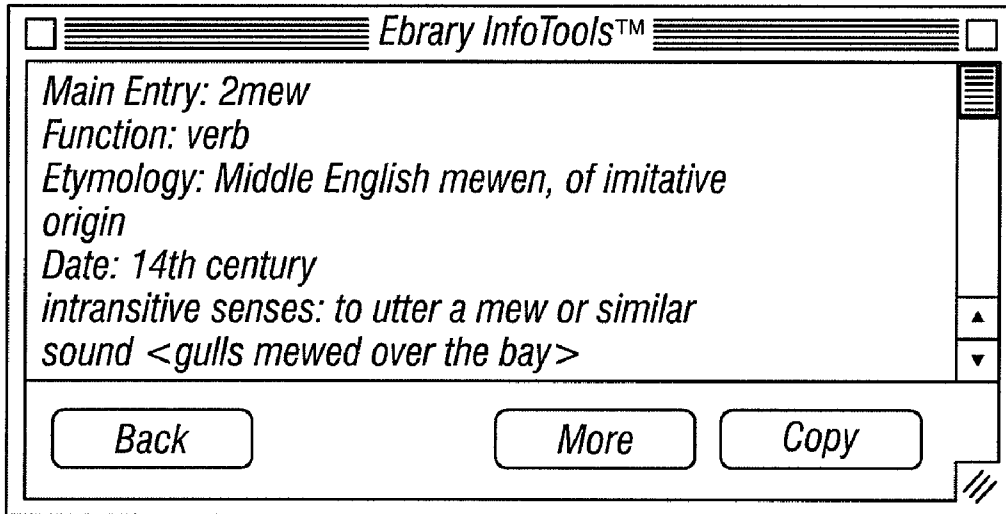 Ebrary InfoTools™
Main Entry: 2mew
Function: verb
Etymology: Middle English mewen, of imitative
origin
Date: 14th century
intransitive senses: to utter a mew or similar
sound <gulls mewed over the bay>
Back More Copy